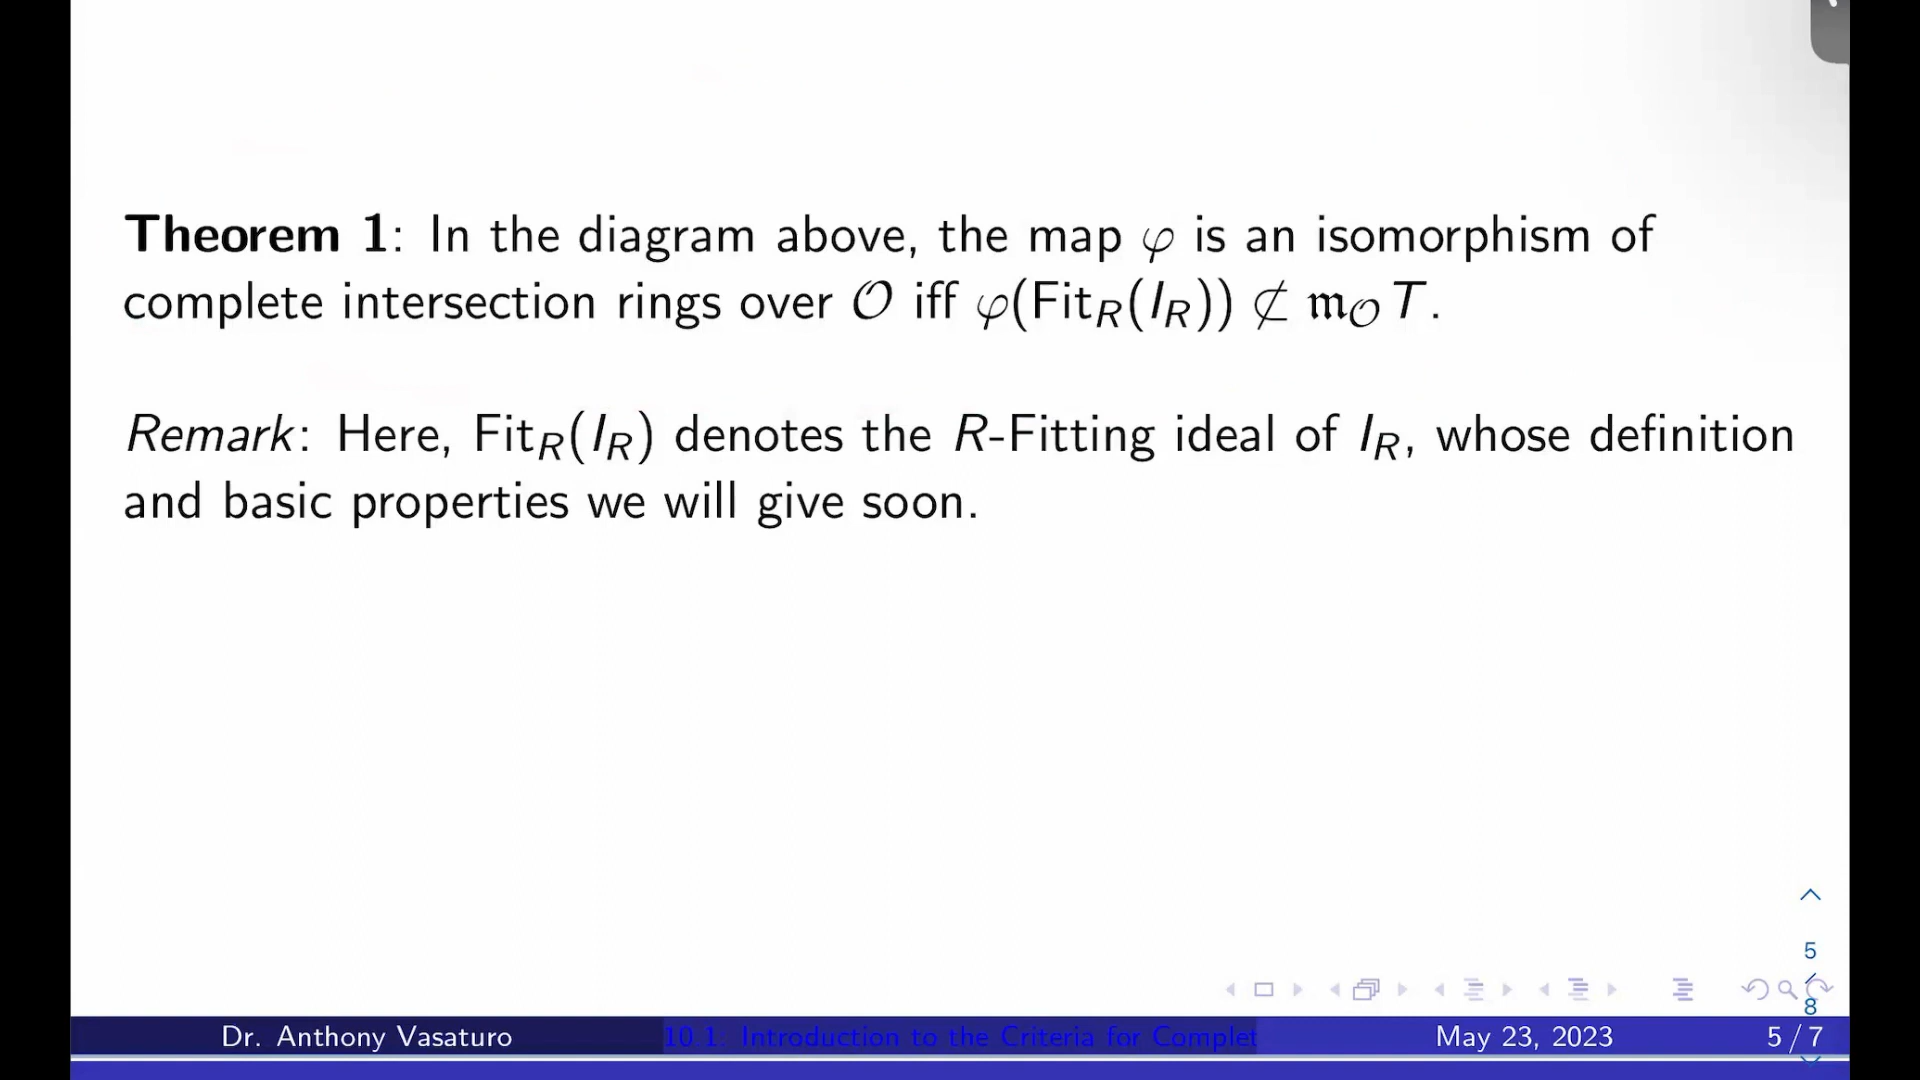 Theorem 1: In the diagram above, the map φ is an isomorphism of
complete intersection rings over 𝒪 iff φ(Fit_R(I_R)) ⊄ 𝔪_𝒪 T.
Remark: Here, Fit_R(I_R) denotes the R-Fitting ideal of I_R, whose definition
and basic properties we will give soon.
5
/
8
Dr. Anthony Vasaturo 10.1: Introduction to the Criteria for Complet May 23, 2023 5 / 7